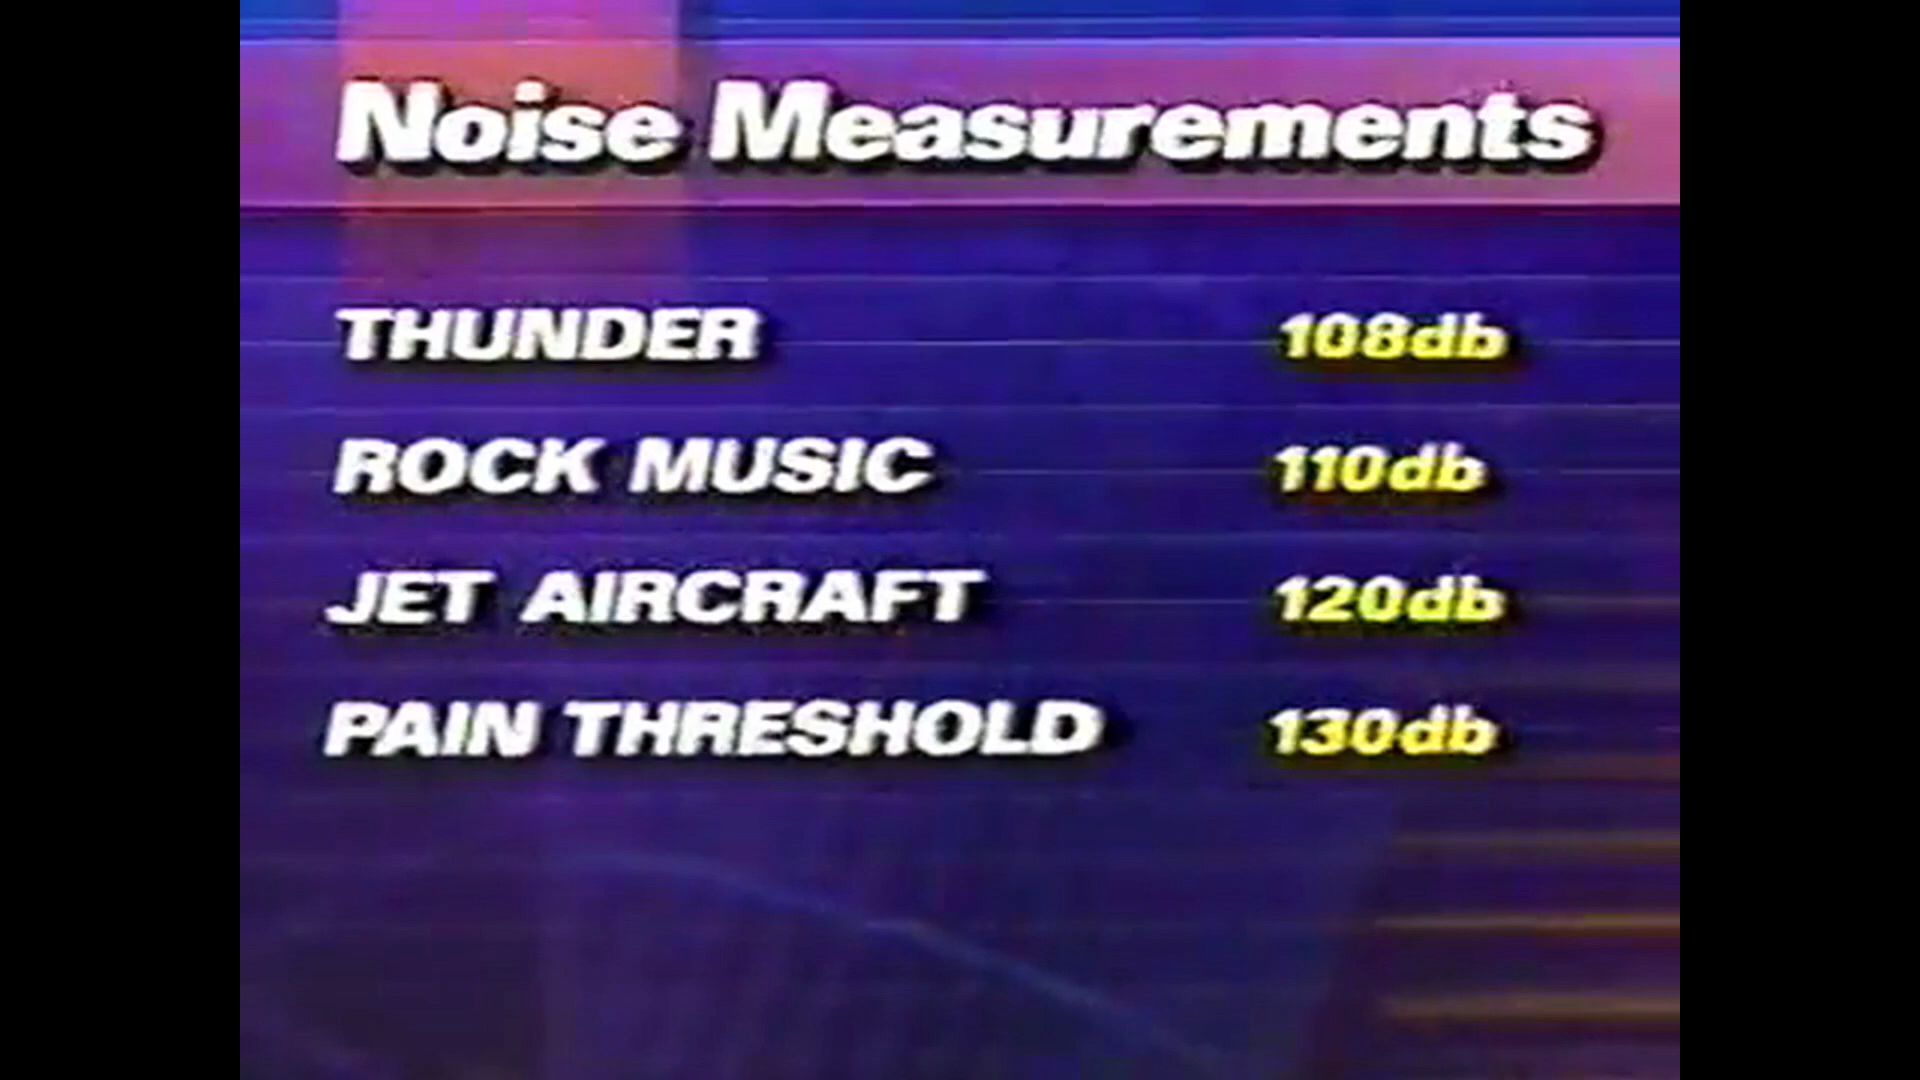 Noise Measurements
THUNDER 108db
ROCK MUSIC 110db
JET AIRCRAFT 120db
PAIN THRESHOLD 130db